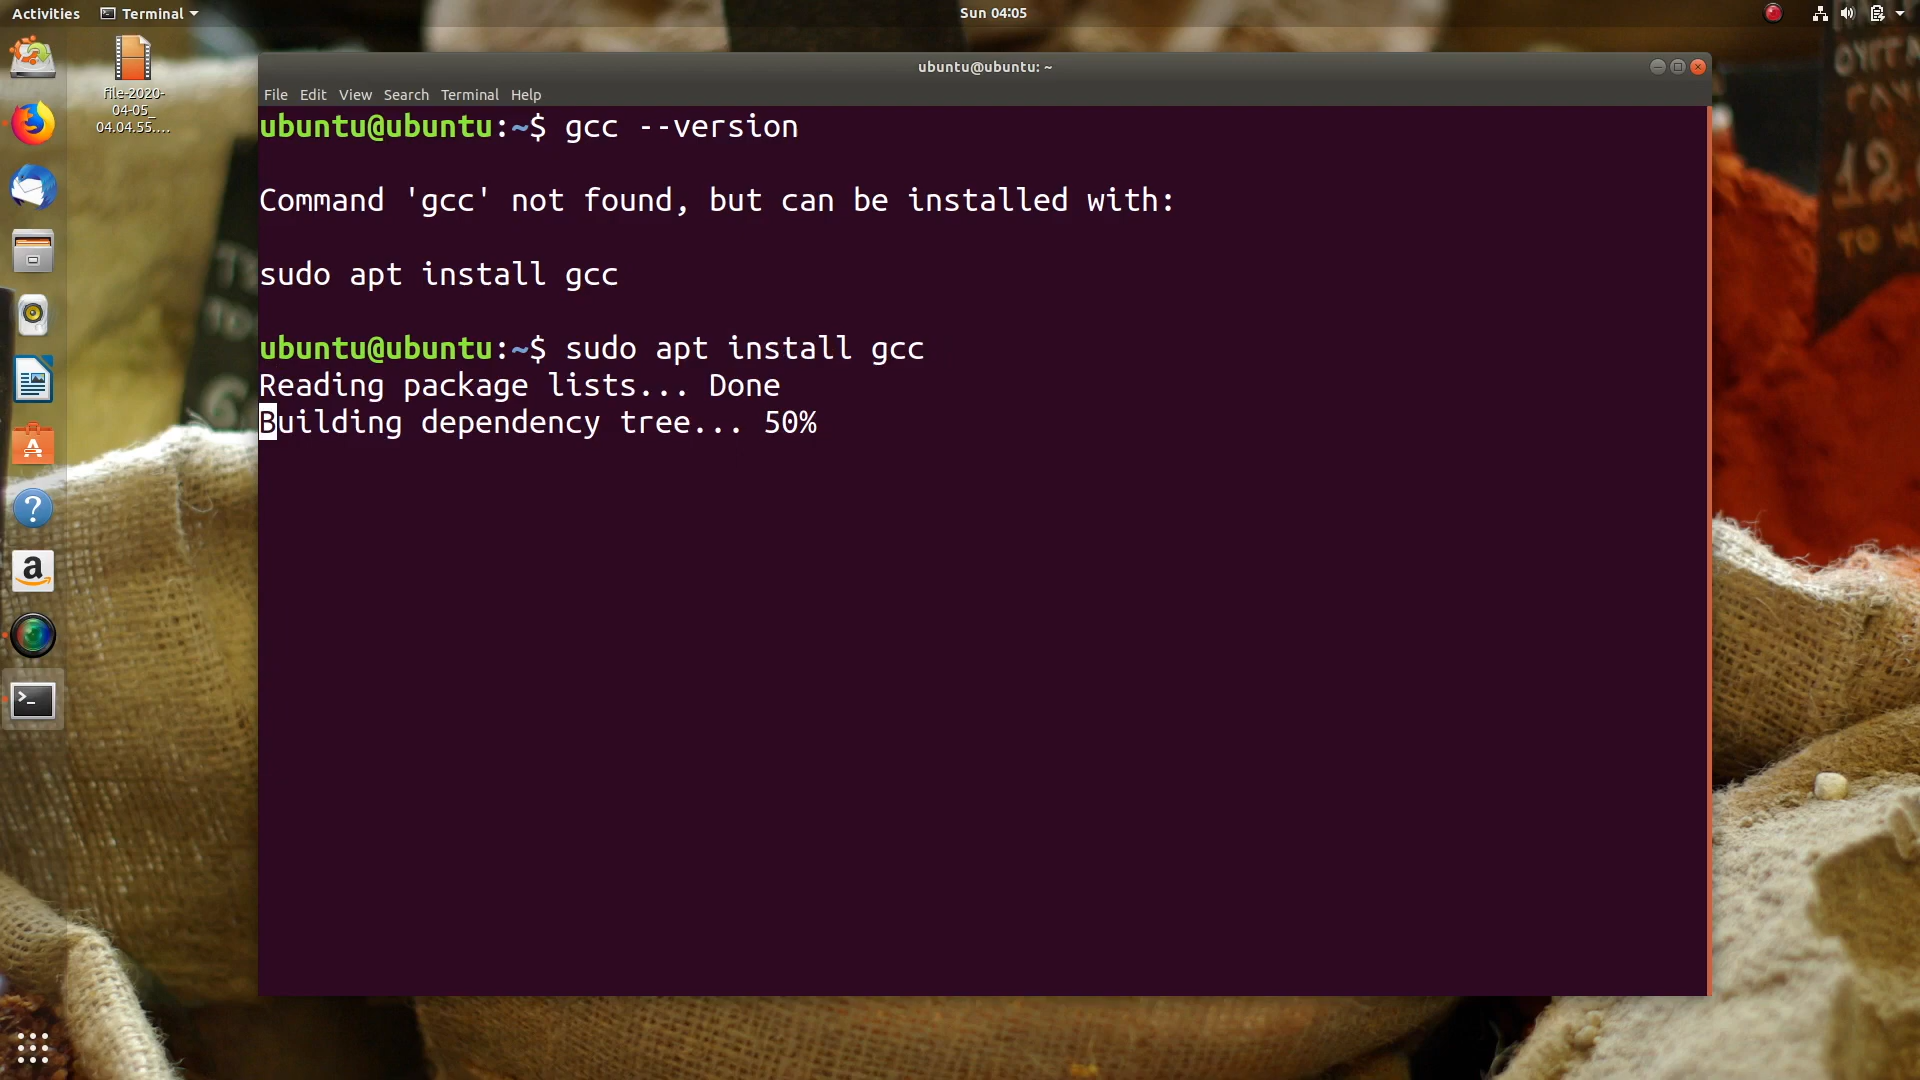 Activities Terminal Sun 04:05
file-2020-
04-05_
04.04.55....
ubuntu@ubuntu: ~
File Edit View Search Terminal Help
ubuntu@ubuntu:~$ gcc --version
Command 'gcc' not found, but can be installed with:
sudo apt install gcc
ubuntu@ubuntu:~$ sudo apt install gcc
Reading package lists... Done
Building dependency tree... 50%